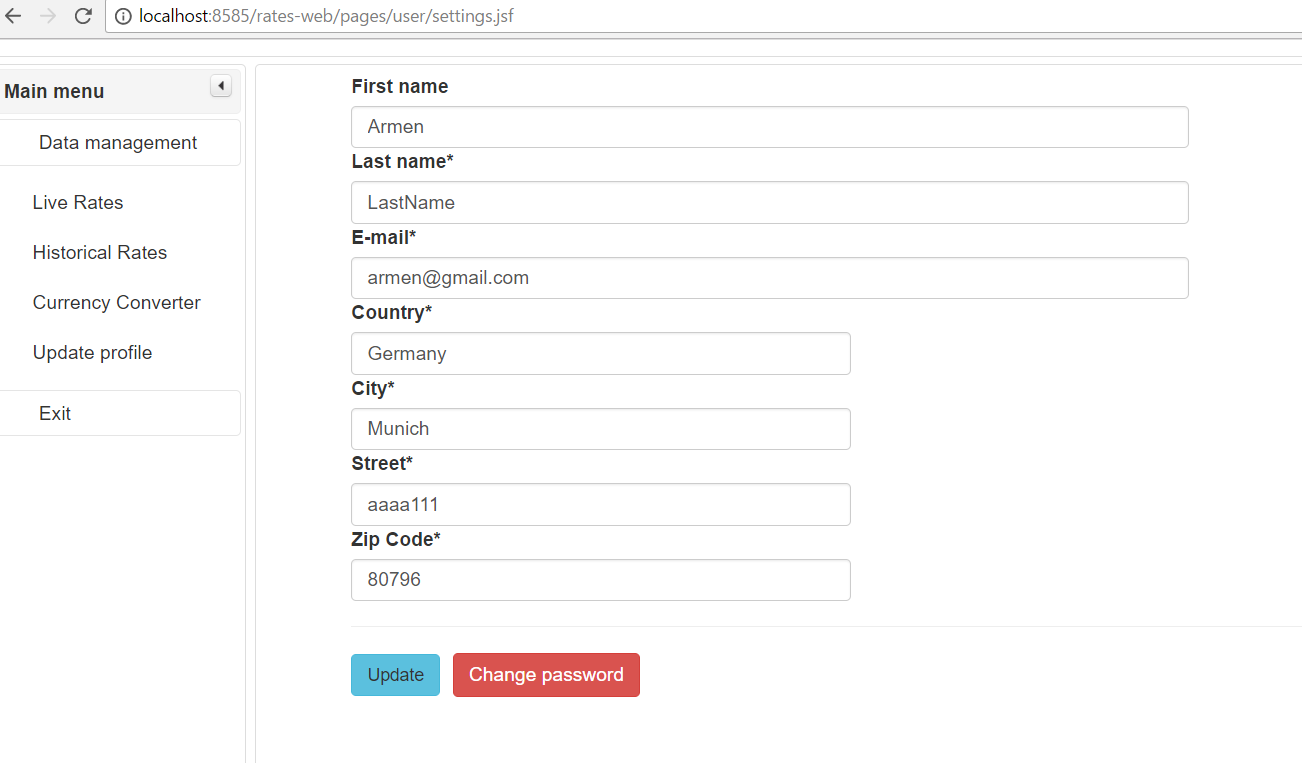 localhost:8585/rates-web/pages/user/settings.jsf
Main menu
Data management
Live Rates
Historical Rates
Currency Converter
Update profile
Exit
First name
Armen
Last name*
LastName
E-mail*
armen@gmail.com
Country*
Germany
City*
Munich
Street*
aaaa111
Zip Code*
80796
Update Change password